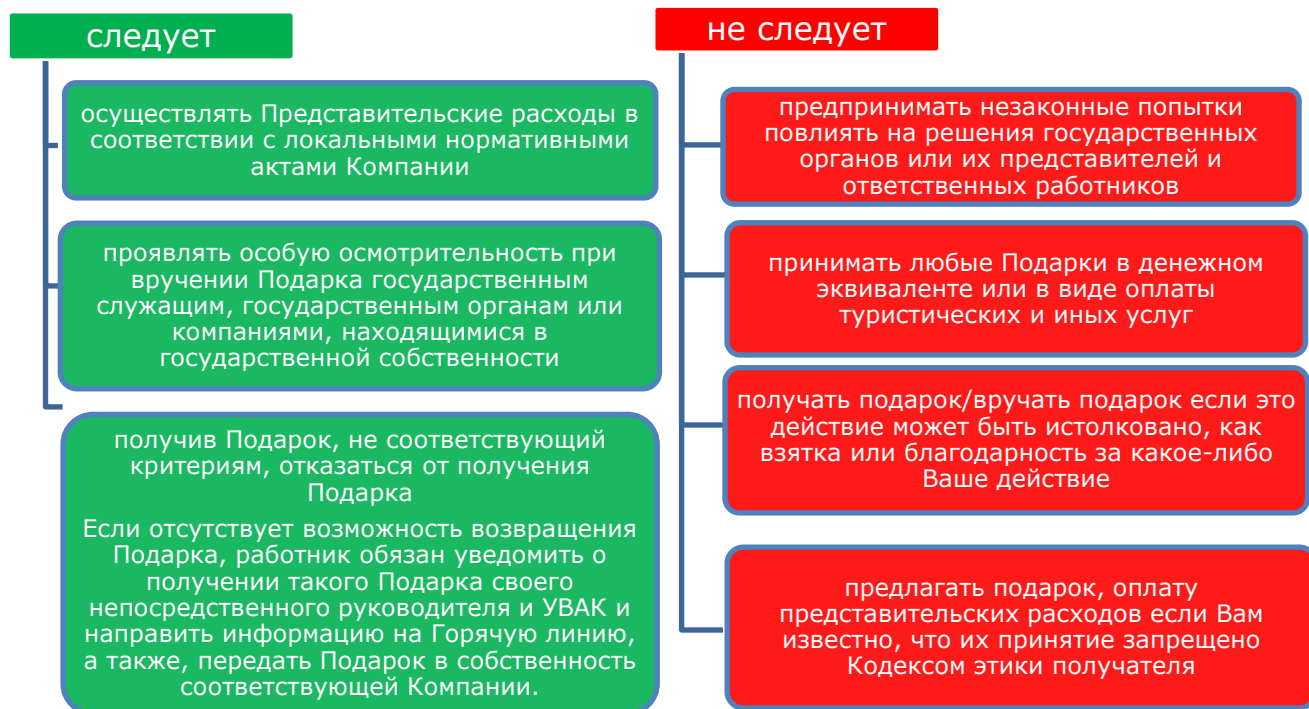 следует
осуществлять Представительские расходы в
соответствии с локальными нормативными
актами Компании
проявлять особую осмотрительность при
вручении Подарка государственным
служащим, государственным органам или
компаниями, находящимися в
государственной собственности
получив Подарок, не соответствующий
критериям, отказаться от получения
Подарка
Если отсутствует возможность возвращения
Подарка, работник обязан уведомить о
получении такого Подарка своего
непосредственного руководителя и УВАК и
направить информацию на Горячую линию,
а также, передать Подарок в собственность
соответствующей Компании.
не следует
предпринимать незаконные попытки
повлиять на решения государственных
органов или их представителей и
ответственных работников
принимать любые Подарки в денежном
эквиваленте или в виде оплаты
туристических и иных услуг
получать подарок/вручать подарок если это
действие может быть истолковано, как
взятка или благодарность за какое-либо
Ваше действие
предлагать подарок, оплату
представительских расходов если Вам
известно, что их принятие запрещено
Кодексом этики получателя